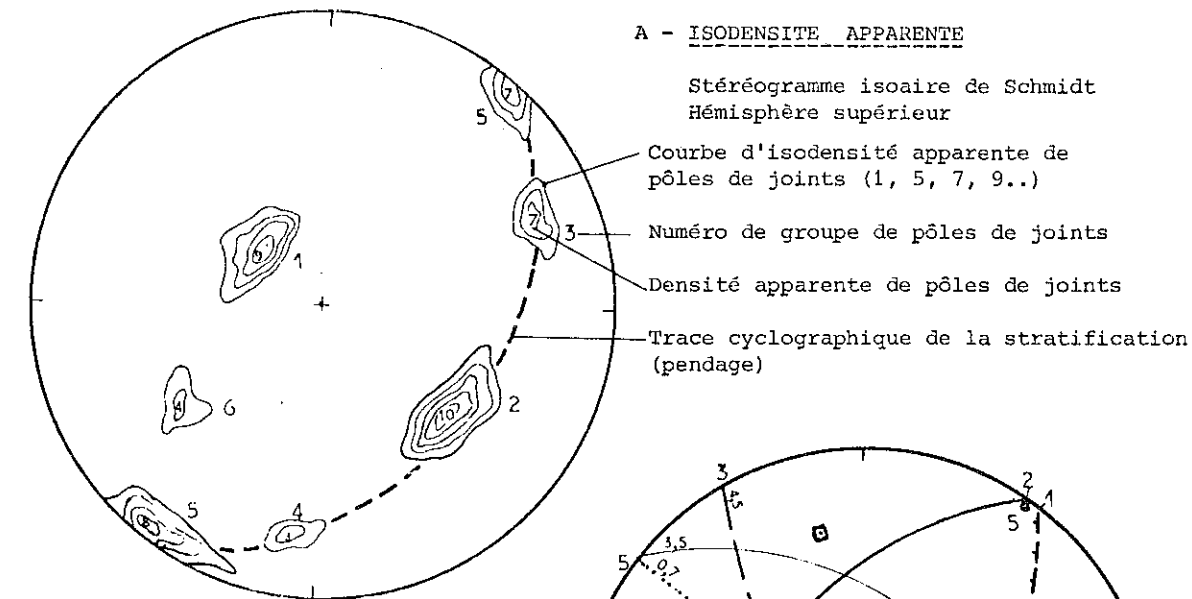 A - ISODENSITE APPARENTE
Stéréogramme isoaire de Schmidt
Hémisphère supérieur
Courbe d'isodensité apparente de
pôles de joints (1, 5, 7, 9..)
Numéro de groupe de pôles de joints
Densité apparente de pôles de joints
Trace cyclographique de la stratification
(pendage)
7
5
7
3
9
1
4
6
10
2
5
4
3
4,5
2
1
5
5
3,5
0,7